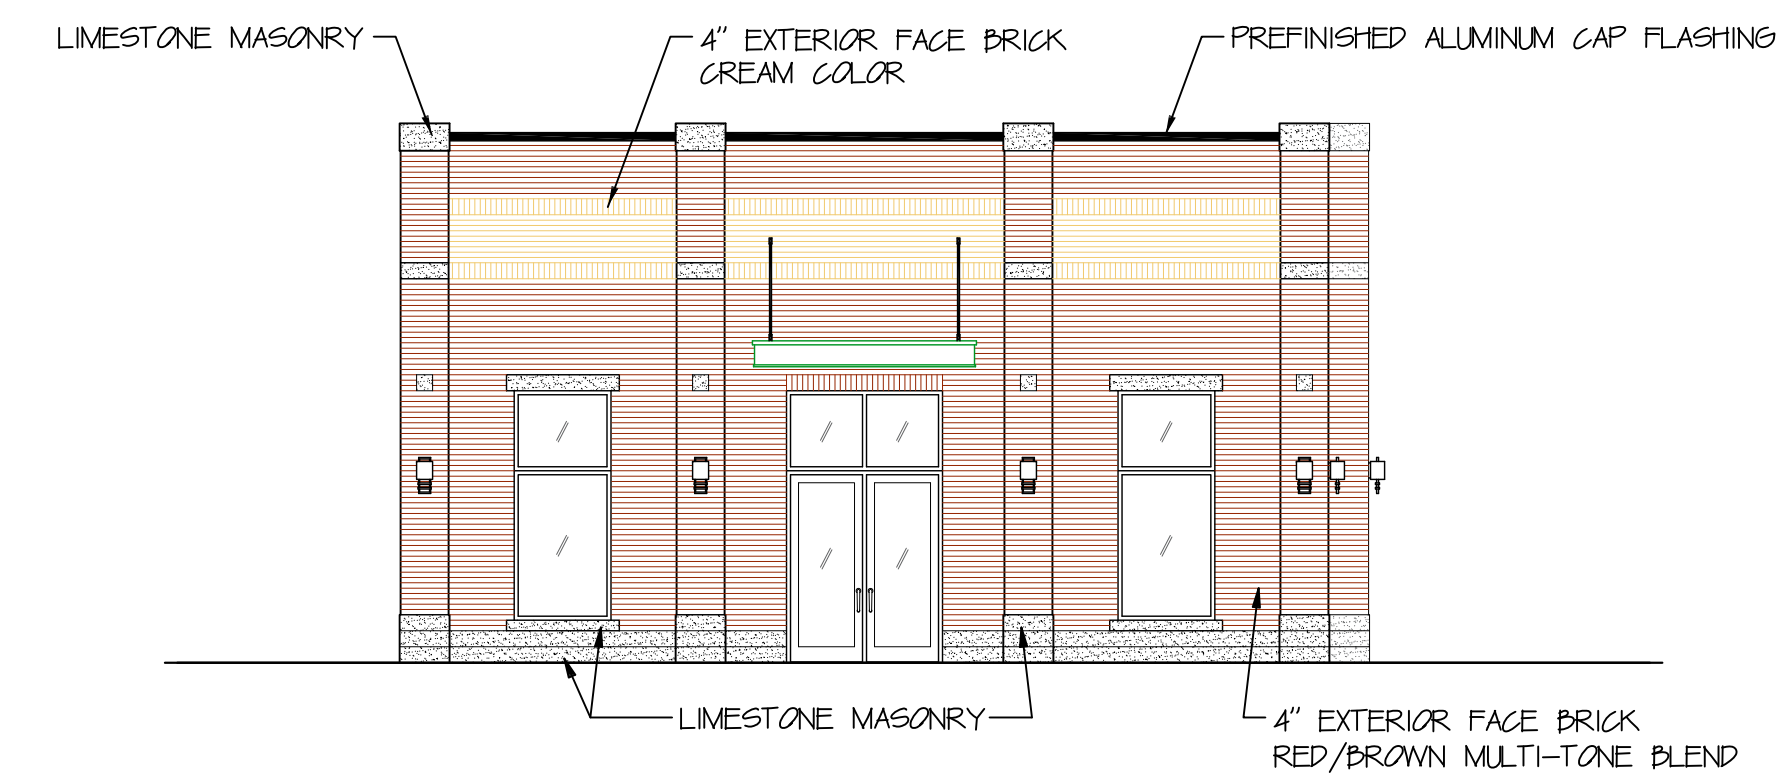 LIMESTONE MASONRY
4" EXTERIOR FACE BRICK
CREAM COLOR
PREFINISHED ALUMINUM CAP FLASHING
LIMESTONE MASONRY
4" EXTERIOR FACE BRICK
RED/BROWN MULTI-TONE BLEND